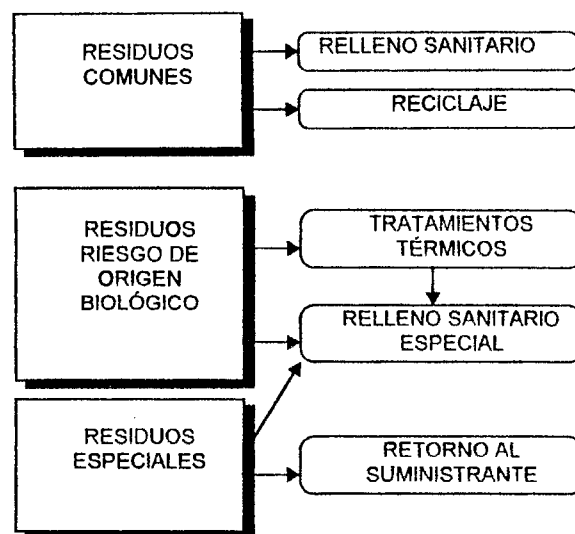 RESIDUOS
COMUNES
RELLENO SANITARIO
RECICLAJE
RESIDUOS
RIESGO DE
ORIGEN
BIOLÓGICO
TRATAMIENTOS
TÉRMICOS
RELLENO SANITARIO
ESPECIAL
RESIDUOS
ESPECIALES
RETORNO AL
SUMINISTRANTE